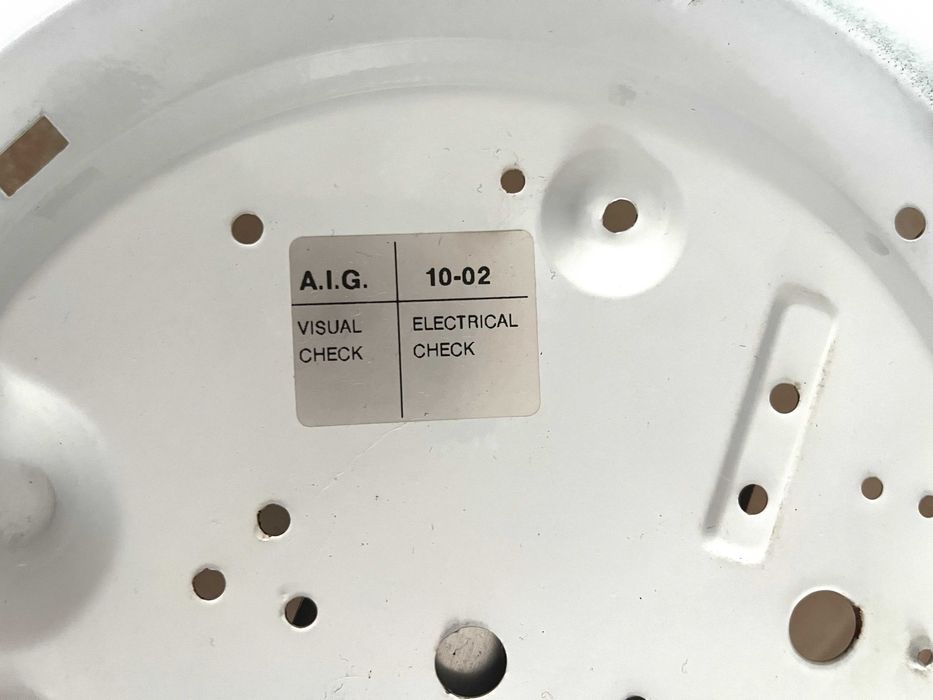 A.I.G. 10-02
VISUAL ELECTRICAL
CHECK CHECK